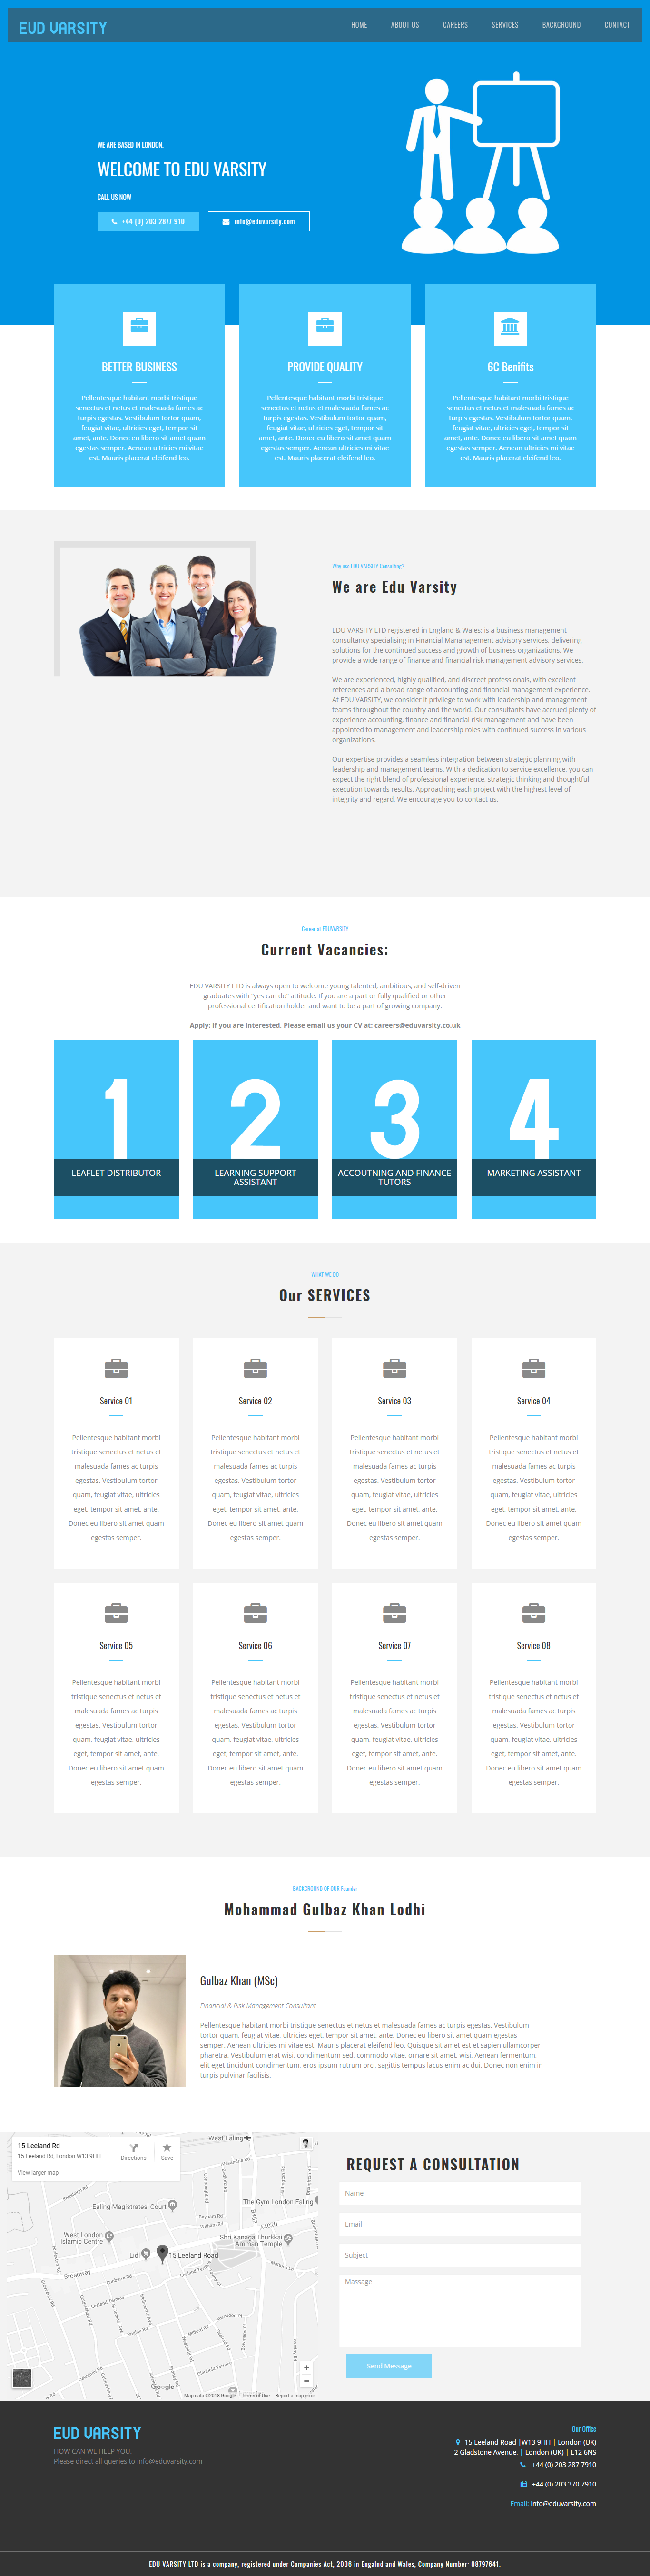 EUD VARSITY
HOME ABOUT US CAREERS SERVICES BACKGROUND CONTACT
WE ARE BASED IN LONDON.
WELCOME TO EDU VARSITY
CALL US NOW
+44 (0) 203 2877 910 info@eduvarsity.com
BETTER BUSINESS
Pellentesque habitant morbi tristique
senectus et netus et malesuada fames ac
turpis egestas. Vestibulum tortor quam,
feugiat vitae, ultricies eget, tempor sit
amet, ante. Donec eu libero sit amet quam
egestas semper. Aenean ultricies mi vitae
est. Mauris placerat eleifend leo.
PROVIDE QUALITY
Pellentesque habitant morbi tristique
senectus et netus et malesuada fames ac
turpis egestas. Vestibulum tortor quam,
feugiat vitae, ultricies eget, tempor sit
amet, ante. Donec eu libero sit amet quam
egestas semper. Aenean ultricies mi vitae
est. Mauris placerat eleifend leo.
6C Benifits
Pellentesque habitant morbi tristique
senectus et netus et malesuada fames ac
turpis egestas. Vestibulum tortor quam,
feugiat vitae, ultricies eget, tempor sit
amet, ante. Donec eu libero sit amet quam
egestas semper. Aenean ultricies mi vitae
est. Mauris placerat eleifend leo.
Why use EDU VARSITY Consulting?
We are Edu Varsity
EDU VARSITY LTD registered in England & Wales; is a business management
consultancy specialising in Financial Mananagement advisory services, delivering
solutions for the continued success and growth of business organizations. We
provide a wide range of finance and financial risk management advisory services.
We are experienced, highly qualified, and discreet professionals, with excellent
references and a broad range of accounting and financial management experience.
At EDU VARSITY, we consider it privilege to work with leadership and management
teams throughout the country and the world. Our consultants have accrued plenty of
experience accounting, finance and financial risk management and have been
appointed to management and leadership roles with continued success in various
organizations.
Our expertise provides a seamless integration between strategic planning with
leadership and management teams. With a dedication to service excellence, you can
expect the right blend of professional experience, strategic thinking and thoughtful
execution towards results. Approaching each project with the highest level of
integrity and regard, We encourage you to contact us.
Career at EDUVARSITY
Current Vacancies:
EDU VARSITY LTD is always open to welcome young talented, ambitious, and self-driven
graduates with "yes can do" attitude. If you are a part or fully qualified or other
professional certification holder and want to be a part of growing company.
Apply: If you are interested, Please email us your CV at: careers@eduvarsity.co.uk
1
LEAFLET DISTRIBUTOR
2
LEARNING SUPPORT
ASSISTANT
3
ACCOUTNING AND FINANCE
TUTORS
4
MARKETING ASSISTANT
WHAT WE DO
Our SERVICES
Service 01
Pellentesque habitant morbi
tristique senectus et netus et
malesuada fames ac turpis
egestas. Vestibulum tortor
quam, feugiat vitae, ultricies
eget, tempor sit amet, ante.
Donec eu libero sit amet quam
egestas semper.
Service 02
Pellentesque habitant morbi
tristique senectus et netus et
malesuada fames ac turpis
egestas. Vestibulum tortor
quam, feugiat vitae, ultricies
eget, tempor sit amet, ante.
Donec eu libero sit amet quam
egestas semper.
Service 03
Pellentesque habitant morbi
tristique senectus et netus et
malesuada fames ac turpis
egestas. Vestibulum tortor
quam, feugiat vitae, ultricies
eget, tempor sit amet, ante.
Donec eu libero sit amet quam
egestas semper.
Service 04
Pellentesque habitant morbi
tristique senectus et netus et
malesuada fames ac turpis
egestas. Vestibulum tortor
quam, feugiat vitae, ultricies
eget, tempor sit amet, ante.
Donec eu libero sit amet quam
egestas semper.
Service 05
Pellentesque habitant morbi
tristique senectus et netus et
malesuada fames ac turpis
egestas. Vestibulum tortor
quam, feugiat vitae, ultricies
eget, tempor sit amet, ante.
Donec eu libero sit amet quam
egestas semper.
Service 06
Pellentesque habitant morbi
tristique senectus et netus et
malesuada fames ac turpis
egestas. Vestibulum tortor
quam, feugiat vitae, ultricies
eget, tempor sit amet, ante.
Donec eu libero sit amet quam
egestas semper.
Service 07
Pellentesque habitant morbi
tristique senectus et netus et
malesuada fames ac turpis
egestas. Vestibulum tortor
quam, feugiat vitae, ultricies
eget, tempor sit amet, ante.
Donec eu libero sit amet quam
egestas semper.
Service 08
Pellentesque habitant morbi
tristique senectus et netus et
malesuada fames ac turpis
egestas. Vestibulum tortor
quam, feugiat vitae, ultricies
eget, tempor sit amet, ante.
Donec eu libero sit amet quam
egestas semper.
BACKGROUND OF OUR Founder
Mohammad Gulbaz Khan Lodhi
Gulbaz Khan (MSc)
Financial & Risk Management Consultant
Pellentesque habitant morbi tristique senectus et netus et malesuada fames ac turpis egestas. Vestibulum
tortor quam, feugiat vitae, ultricies eget, tempor sit amet, ante. Donec eu libero sit amet quam egestas
semper. Aenean ultricies mi vitae est. Mauris placerat eleifend leo. Quisque sit amet est et sapien ullamcorper
pharetra. Vestibulum erat wisi, condimentum sed, commodo vitae, ornare sit amet, wisi. Aenean fermentum,
elit eget tincidunt condimentum, eros ipsum rutrum orci, sagittis tempus lacus enim ac dui. Donec non enim in
turpis pulvinar facilisis.
15 Leeland Rd
15 Leeland Rd, London W13 9HH
Directions Save
View larger map
West Ealing
Ealing Magistrates' Court
The Gym London Ealing
West London
Islamic Centre
Shri Kanaga Thurkkai
Amman Temple
A4020
B452
Lidl
15 Leeland Road
Broadway
Google
Map data ©2018 Google Terms of Use Report a map error
REQUEST A CONSULTATION
Name
Email
Subject
Massage
Send Message
EUD VARSITY
HOW CAN WE HELP YOU.
Please direct all queries to Info@eduvarsity.com
Our Office
15 Leeland Road |W13 9HH | London (UK)
2 Gladstone Avenue, | London (UK) | E12 6NS
+44 (0) 203 287 7910
+44 (0) 203 370 7910
Email: info@eduvarsity.com
EDU VARSITY LTD is a company, registered under Companies Act, 2006 in Engalnd and Wales, Company Number: 08797641.